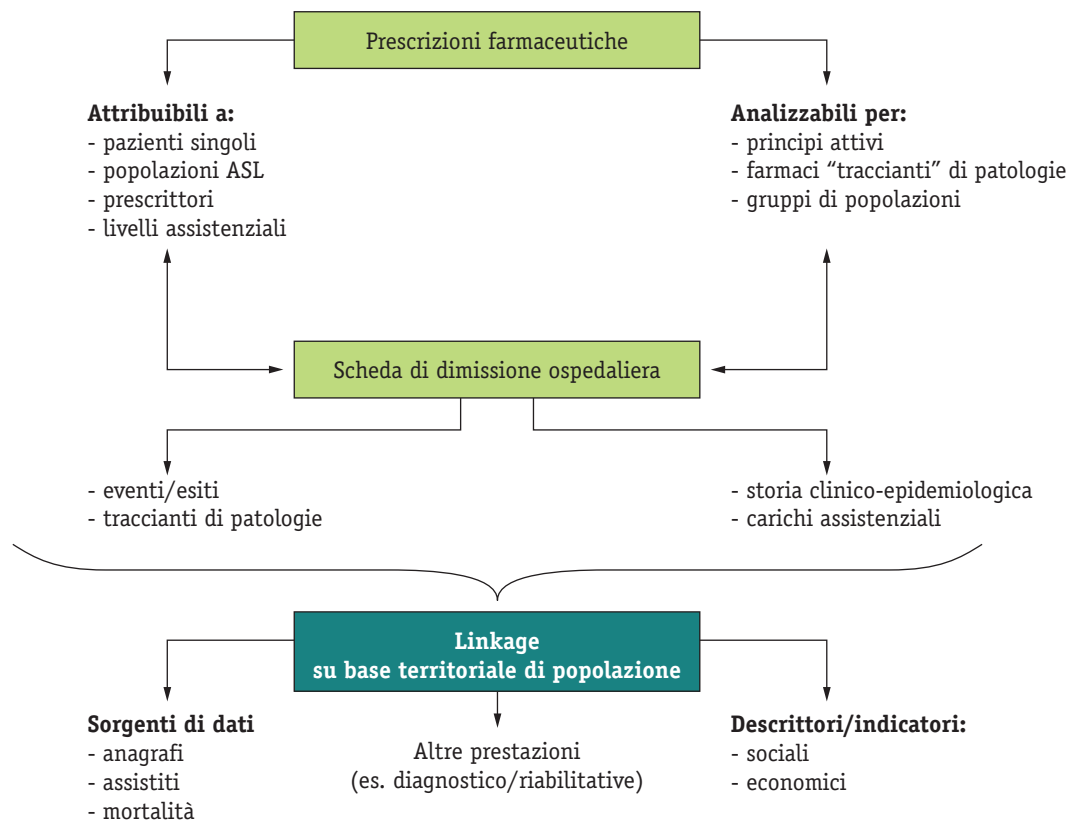 Prescrizioni farmaceutiche
Attribuibili a:
- pazienti singoli
- popolazioni ASL
- prescrittori
- livelli assistenziali
Analizzabili per:
- principi attivi
- farmaci “traccianti” di patologie
- gruppi di popolazioni
Scheda di dimissione ospedaliera
- eventi/esiti
- traccianti di patologie
- storia clinico-epidemiologica
- carichi assistenziali
Linkage
su base territoriale di popolazione
Sorgenti di dati
- anagrafi
- assistiti
- mortalità
Altre prestazioni
(es. diagnostico/riabilitative)
Descrittori/indicatori:
- sociali
- economici